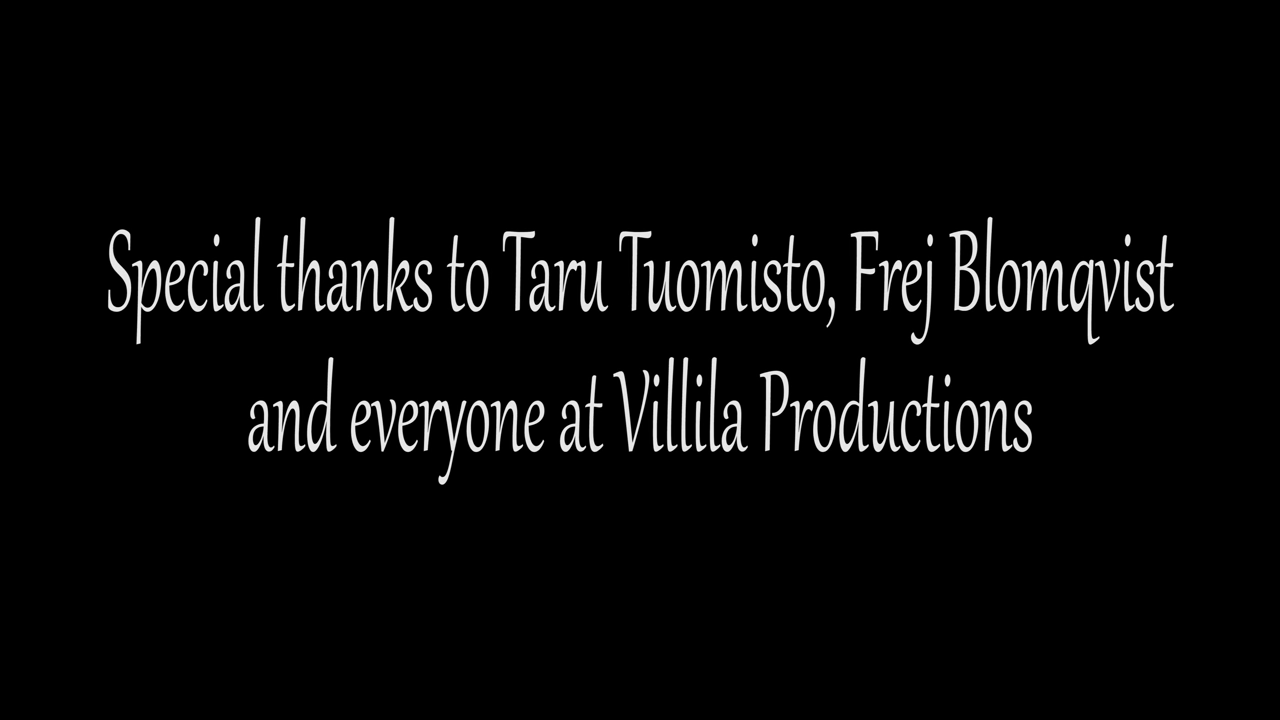 Special thanks to Taru Tuomisto, Frej Blomqvist
and everyone at Villila Productions